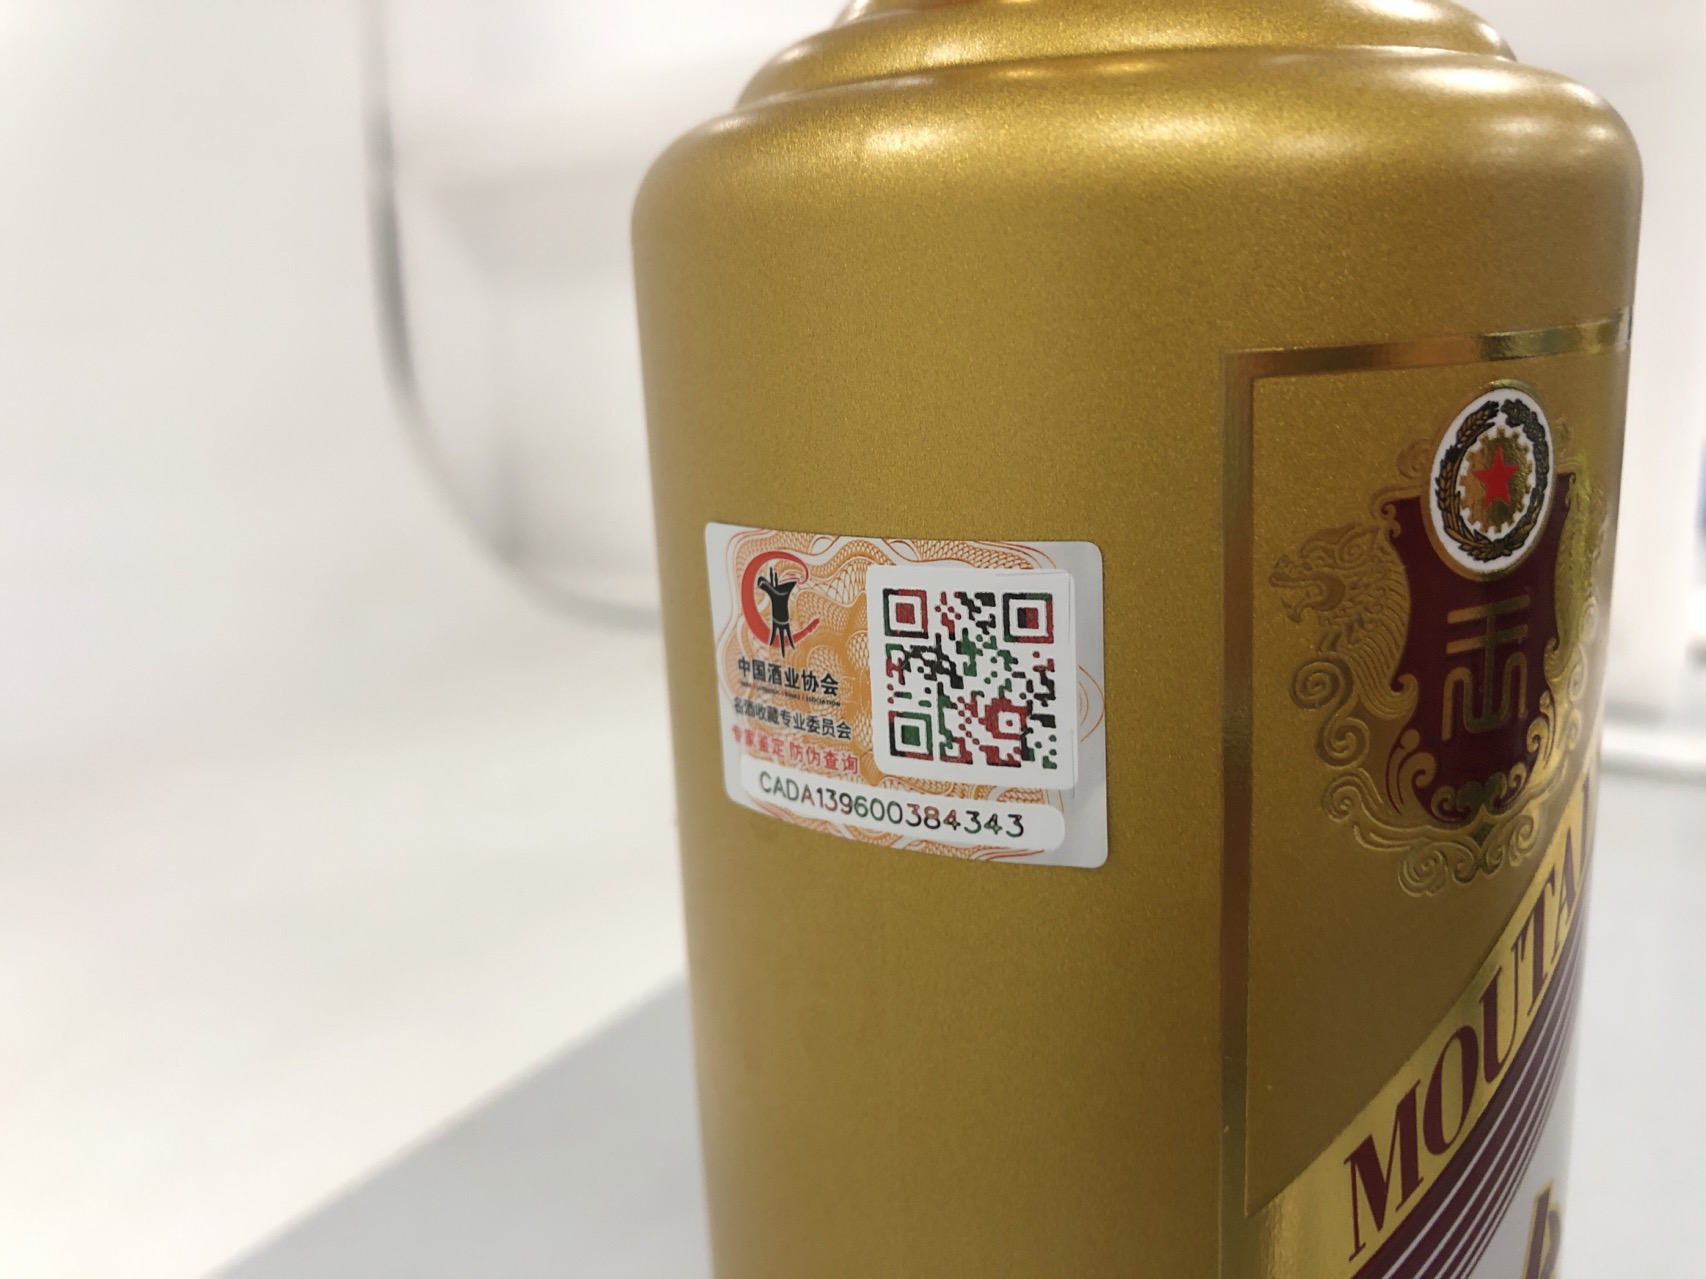 中国酒业协会
名酒收藏专业委员会
专家鉴定 防伪查询
CADA139600384343
MOUTAI